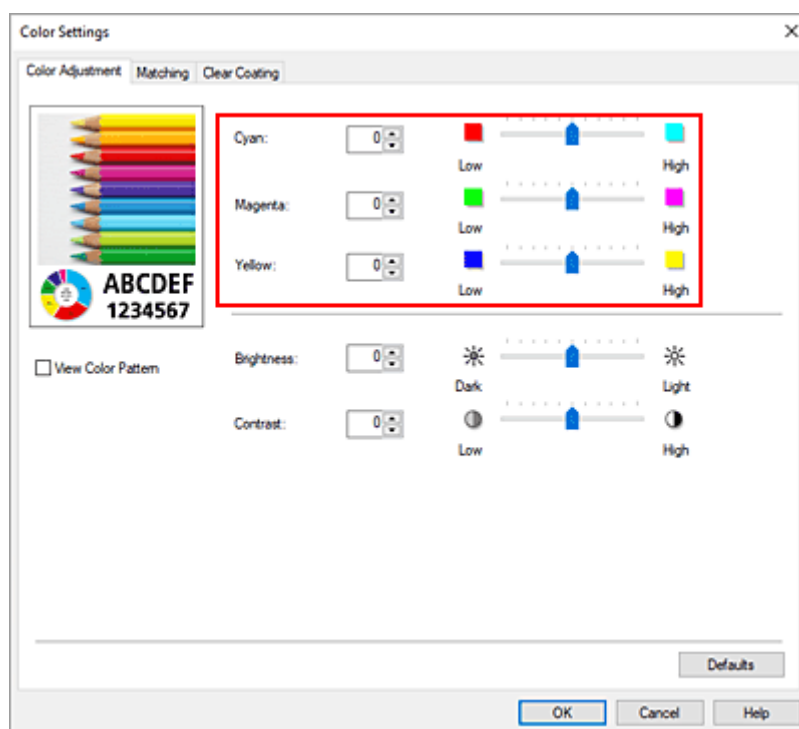 Color Settings
Color Adjustment Matching Clear Coating
Cyan: 0
Low High
Magenta: 0
Low High
Yellow: 0
Low High
ABCDEF
1234567
View Color Pattern
Brightness: 0
Dark Light
Contrast: 0
Low High
Defaults
OK Cancel Help